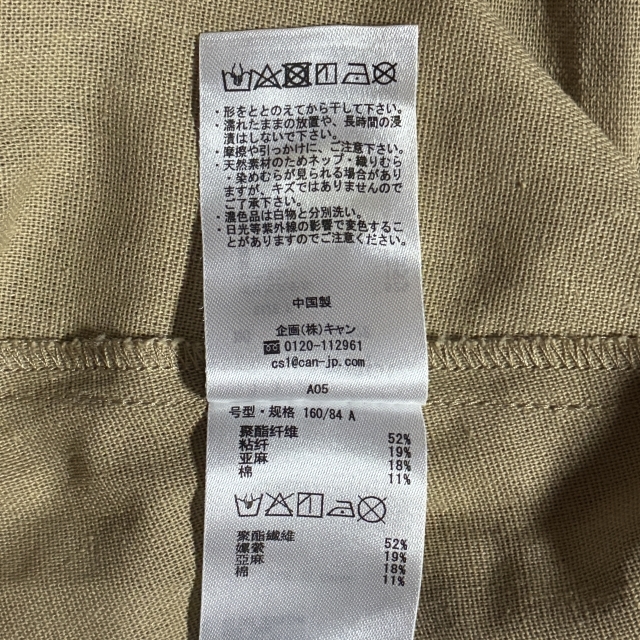 ・形をととのえてから干して下さい。
・濡れたままの放置や、長時間の浸
漬はしないで下さい。
・摩擦や引っかけに、ご注意下さい。
・天然素材のためネップ・織りむら
・染めむらが見られる場合があり
ますが、キズではありませんので
ご了承下さい。
・濃色品は白物と分別洗い。
・日光等紫外線の影響で変色するこ
とがありますのでご注意ください。
中国製
企画(株)キャン
0120-112961
cs1@can-jp.com
A05
号型・规格 160/84 A
聚酯纤维 52%
粘纤 19%
亚麻 18%
棉 11%
聚酯纖維 52%
嫘縈 19%
亞麻 18%
棉 11%